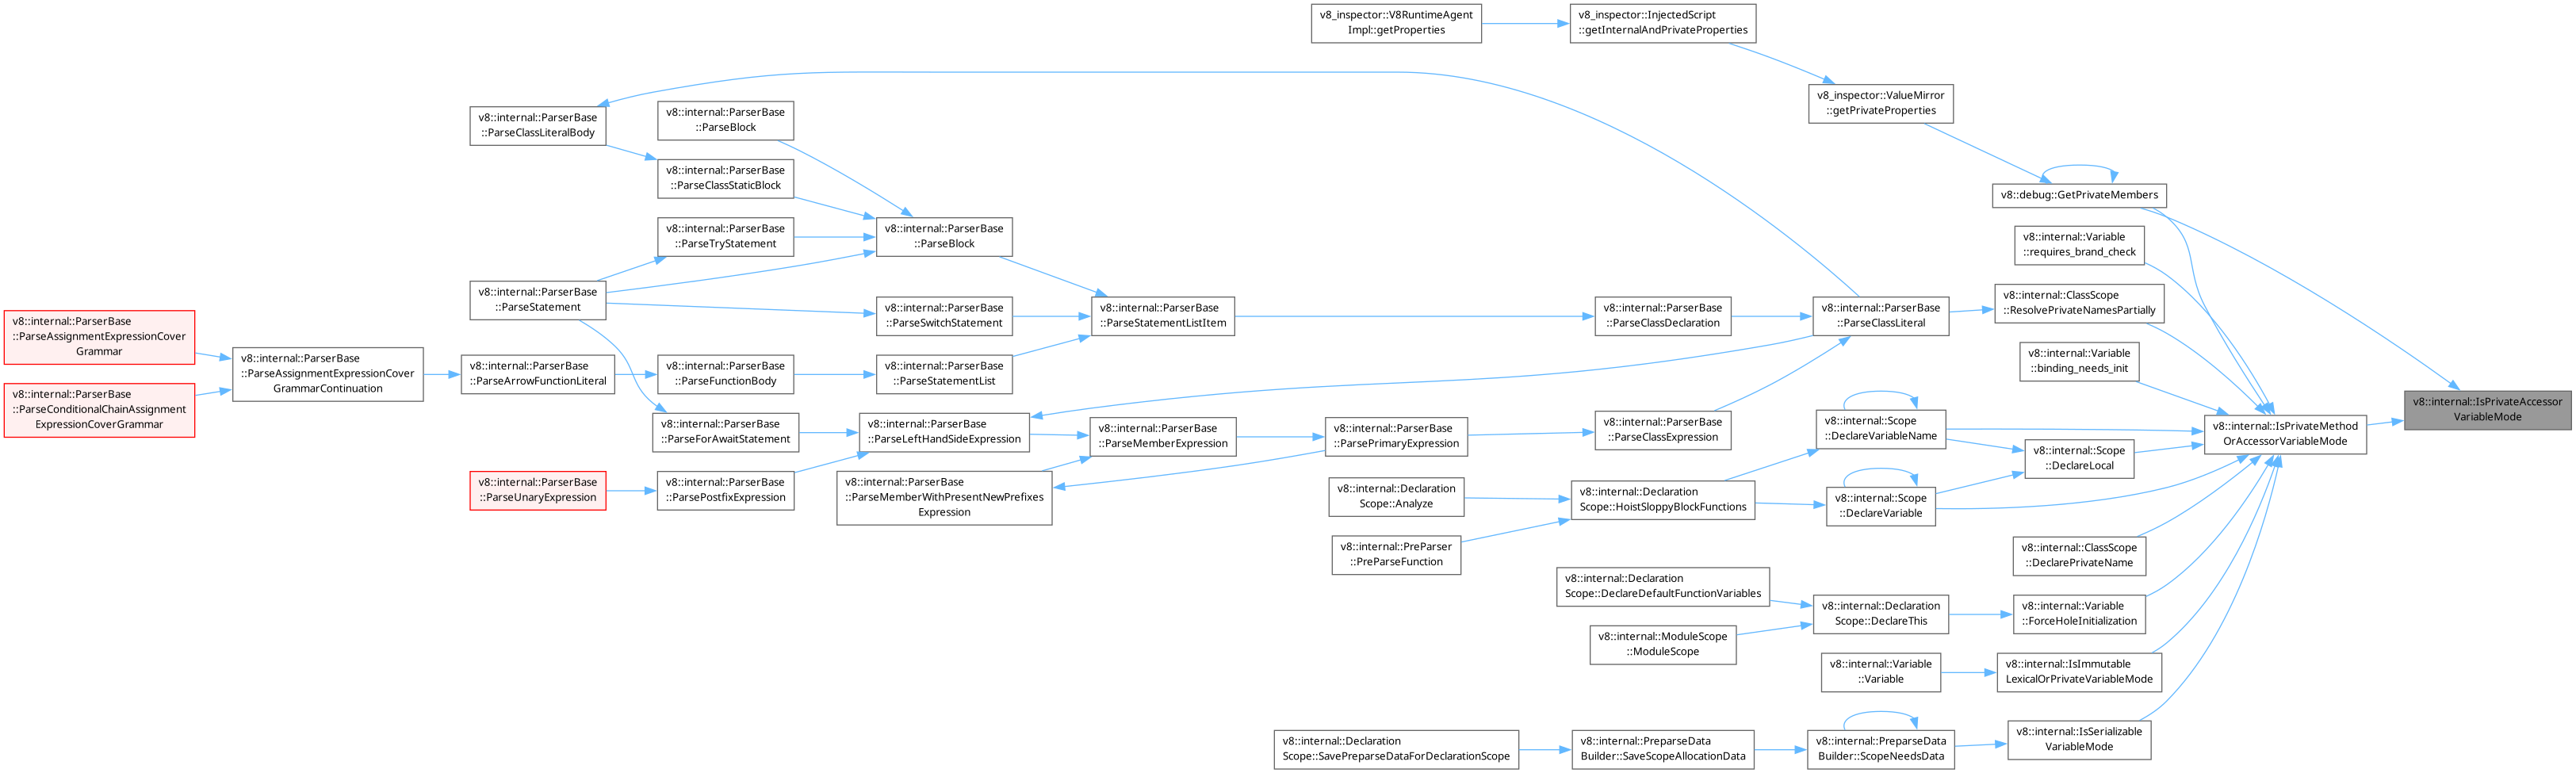 v8_inspector::V8RuntimeAgent
Impl::getProperties
v8_inspector::InjectedScript
::getInternalAndPrivateProperties
v8_inspector::ValueMirror
::getPrivateProperties
v8::internal::ParserBase
::ParseClassLiteralBody
v8::internal::ParserBase
::ParseBlock
v8::internal::ParserBase
::ParseClassStaticBlock
v8::debug::GetPrivateMembers
v8::internal::ParserBase
::ParseTryStatement
v8::internal::ParserBase
::ParseBlock
v8::internal::Variable
::requires_brand_check
v8::internal::ParserBase
::ParseStatement
v8::internal::ParserBase
::ParseSwitchStatement
v8::internal::ParserBase
::ParseStatementListItem
v8::internal::ParserBase
::ParseClassDeclaration
v8::internal::ParserBase
::ParseClassLiteral
v8::internal::ClassScope
::ResolvePrivateNamesPartially
v8::internal::ParserBase
::ParseAssignmentExpressionCover
Grammar
v8::internal::ParserBase
::ParseAssignmentExpressionCover
GrammarContinuation
v8::internal::ParserBase
::ParseArrowFunctionLiteral
v8::internal::ParserBase
::ParseFunctionBody
v8::internal::ParserBase
::ParseStatementList
v8::internal::Variable
::binding_needs_init
v8::internal::ParserBase
::ParseConditionalChainAssignment
ExpressionCoverGrammar
v8::internal::IsPrivateAccessor
VariableMode
v8::internal::ParserBase
::ParseForAwaitStatement
v8::internal::ParserBase
::ParseLeftHandSideExpression
v8::internal::ParserBase
::ParseMemberExpression
v8::internal::ParserBase
::ParsePrimaryExpression
v8::internal::ParserBase
::ParseClassExpression
v8::internal::Scope
::DeclareVariableName
v8::internal::IsPrivateMethod
OrAccessorVariableMode
v8::internal::Scope
::DeclareLocal
v8::internal::ParserBase
::ParseUnaryExpression
v8::internal::ParserBase
::ParsePostfixExpression
v8::internal::ParserBase
::ParseMemberWithPresentNewPrefixes
Expression
v8::internal::Declaration
Scope::Analyze
v8::internal::Declaration
Scope::HoistSloppyBlockFunctions
v8::internal::Scope
::DeclareVariable
v8::internal::PreParser
::PreParseFunction
v8::internal::ClassScope
::DeclarePrivateName
v8::internal::Declaration
Scope::DeclareDefaultFunctionVariables
v8::internal::Declaration
Scope::DeclareThis
v8::internal::Variable
::ForceHoleInitialization
v8::internal::ModuleScope
::ModuleScope
v8::internal::Variable
::Variable
v8::internal::IsImmutable
LexicalOrPrivateVariableMode
v8::internal::Declaration
Scope::SavePreparseDataForDeclarationScope
v8::internal::PreparseData
Builder::SaveScopeAllocationData
v8::internal::PreparseData
Builder::ScopeNeedsData
v8::internal::IsSerializable
VariableMode